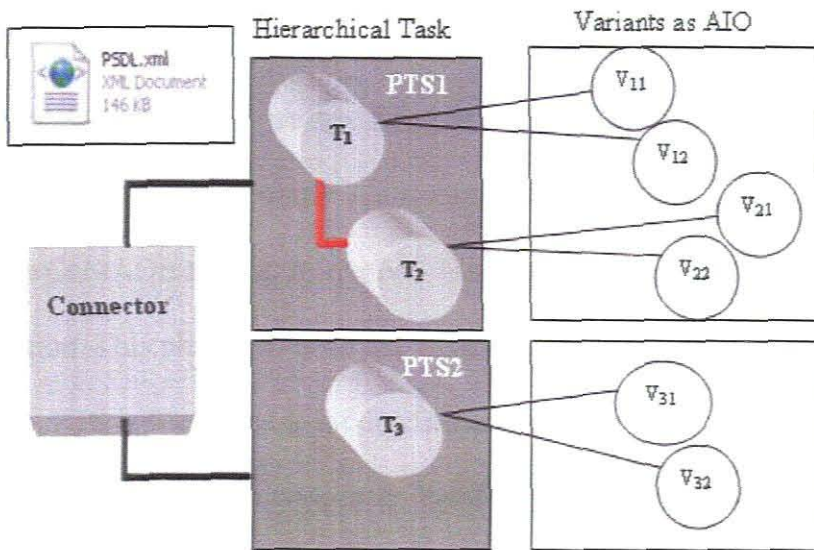 Hierarchical Task
Variants as AIO
PSDL.xml
XML Document
146 KB
PTS1
T1
T2
V11
V12
V21
V22
Connector
PTS2
T3
V31
V32